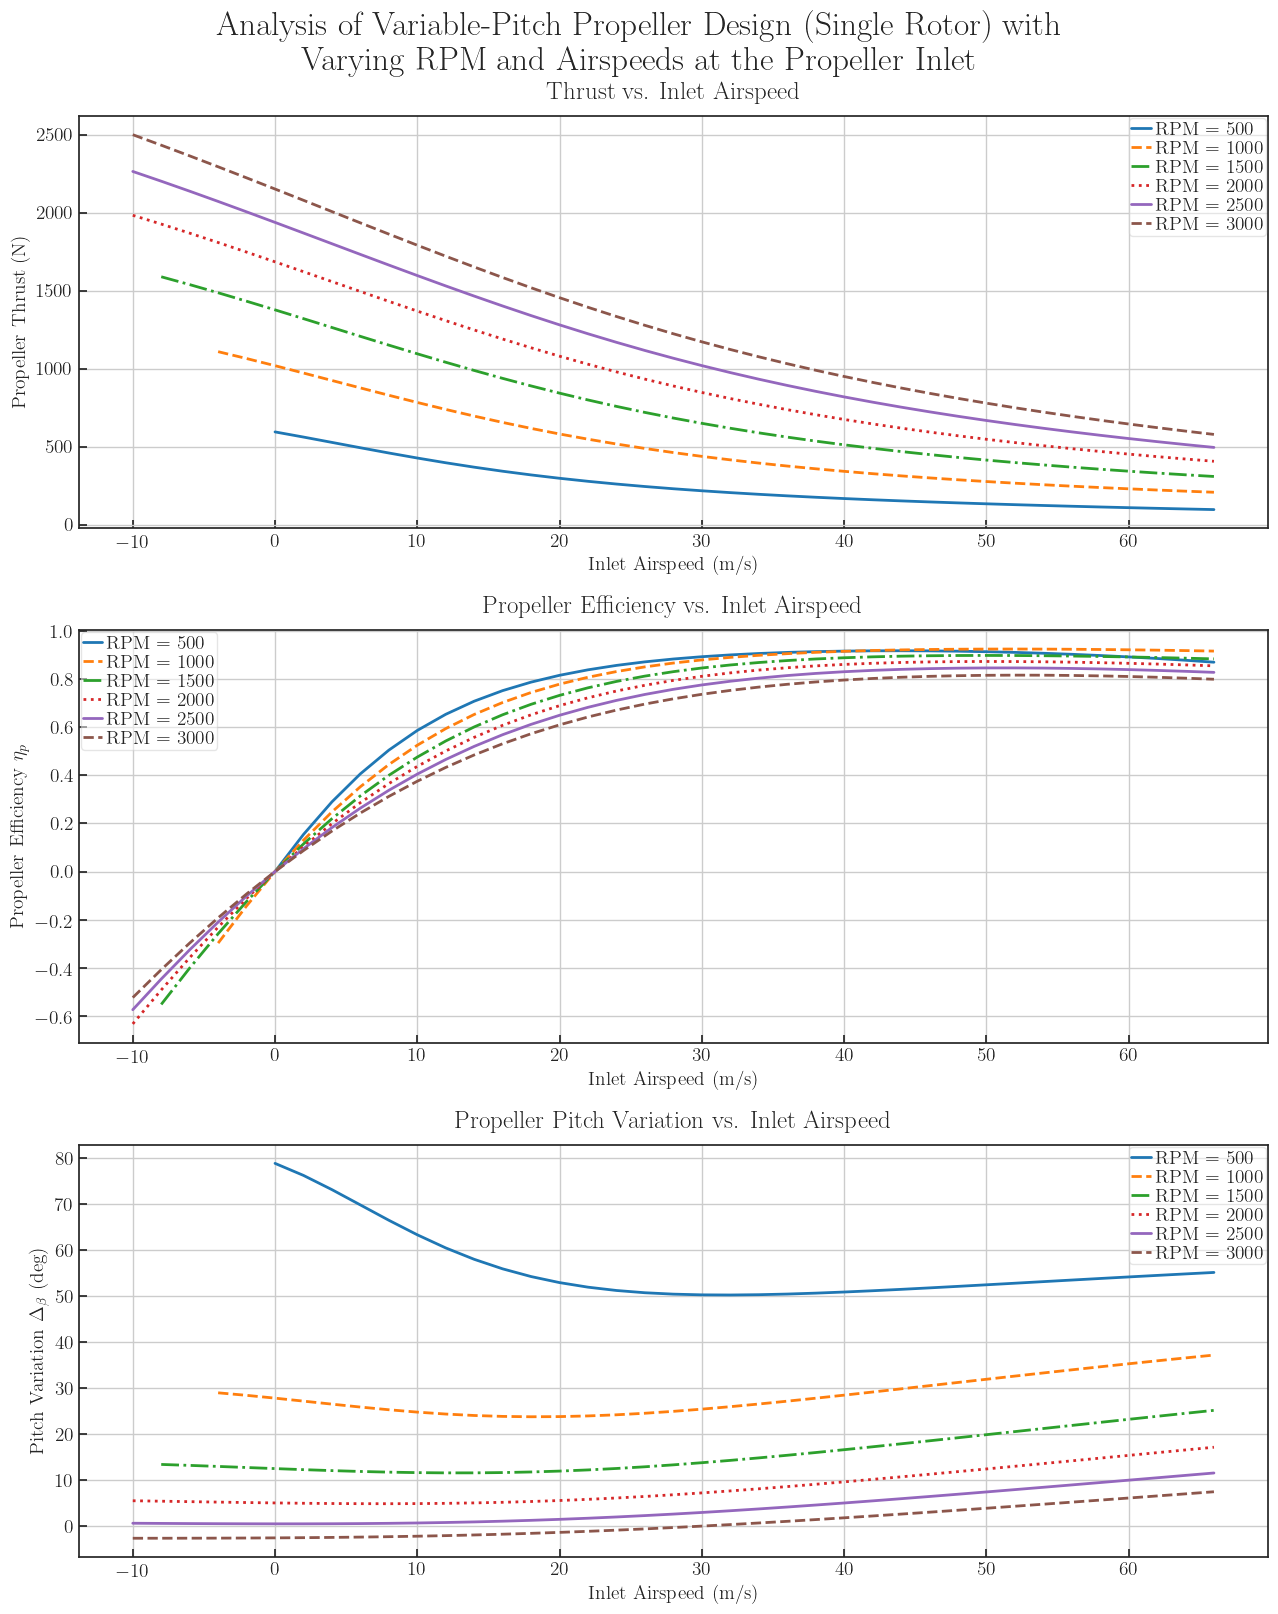 Analysis of Variable-Pitch Propeller Design (Single Rotor) with
Varying RPM and Airspeeds at the Propeller Inlet
Thrust vs. Inlet Airspeed
Propeller Thrust (N)
2500
2000
1500
1000
500
0
RPM = 500
RPM = 1000
RPM = 1500
RPM = 2000
RPM = 2500
RPM = 3000
−10 0 10 20 30 40 50 60
Inlet Airspeed (m/s)
Propeller Efficiency vs. Inlet Airspeed
Propeller Efficiency η_p
1.0
0.8
0.6
0.4
0.2
0.0
−0.2
−0.4
−0.6
RPM = 500
RPM = 1000
RPM = 1500
RPM = 2000
RPM = 2500
RPM = 3000
−10 0 10 20 30 40 50 60
Inlet Airspeed (m/s)
Propeller Pitch Variation vs. Inlet Airspeed
Pitch Variation Δ_β (deg)
80
70
60
50
40
30
20
10
0
RPM = 500
RPM = 1000
RPM = 1500
RPM = 2000
RPM = 2500
RPM = 3000
−10 0 10 20 30 40 50 60
Inlet Airspeed (m/s)